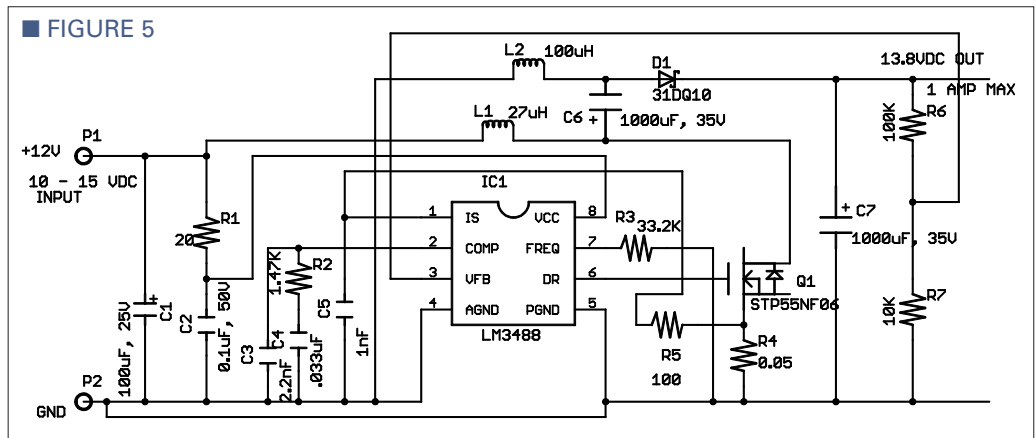 ■ FIGURE 5
L2 100uH
D1
31DQ10
13.8VDC OUT
1 AMP MAX
L1 27uH
C6 +
1000uF, 35V
100K
R6
P1
+12V
10 - 15 VDC
INPUT
R1
20
IC1
1 IS VCC 8
2 COMP FREQ 7
3 VFB DR 6
4 AGND PGND 5
LM3488
R3
33.2K
+ C7
1000uF, 35V
R2
1.47K
Q1
STP55NF06
+
C1
100uF, 25V
C2
0.1uF, 50V
C3
2.2nF
C4
.033uF
C5
1nF
R5
100
R4
0.05
10K
R7
P2
GND